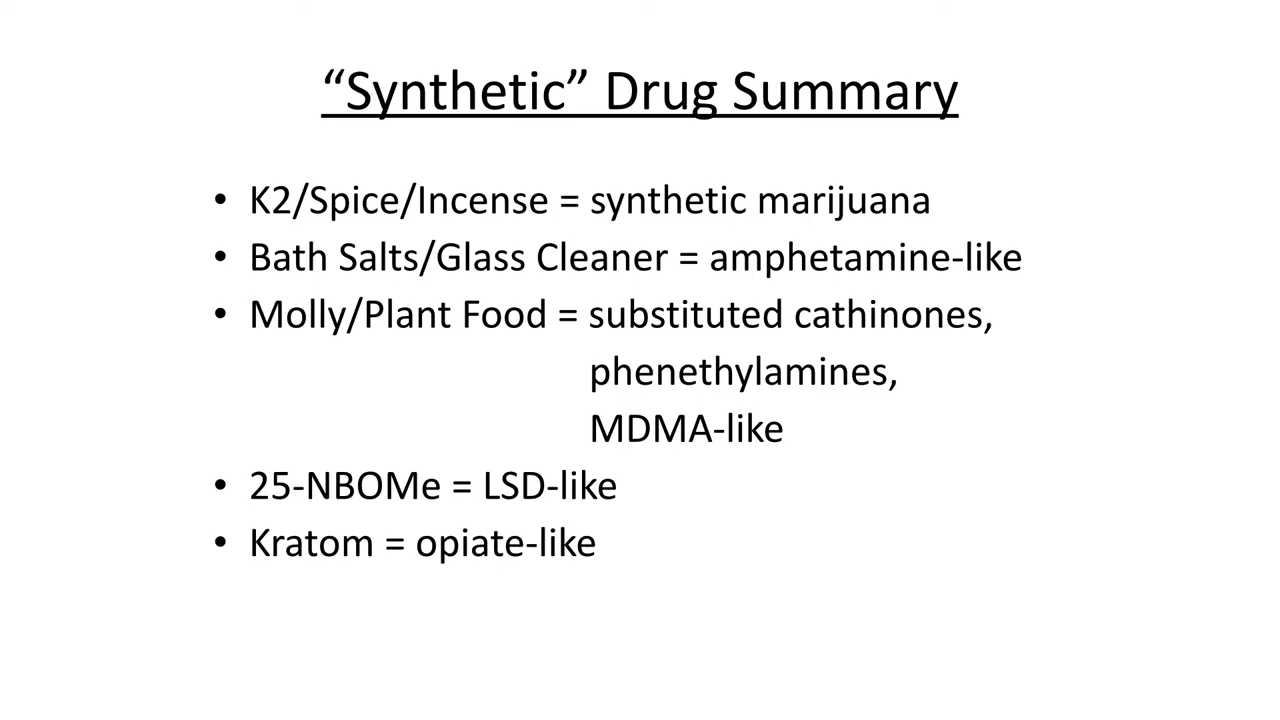 “Synthetic” Drug Summary
• K2/Spice/Incense = synthetic marijuana
• Bath Salts/Glass Cleaner = amphetamine-like
• Molly/Plant Food = substituted cathinones,
phenethylamines,
MDMA-like
• 25-NBOMe = LSD-like
• Kratom = opiate-like